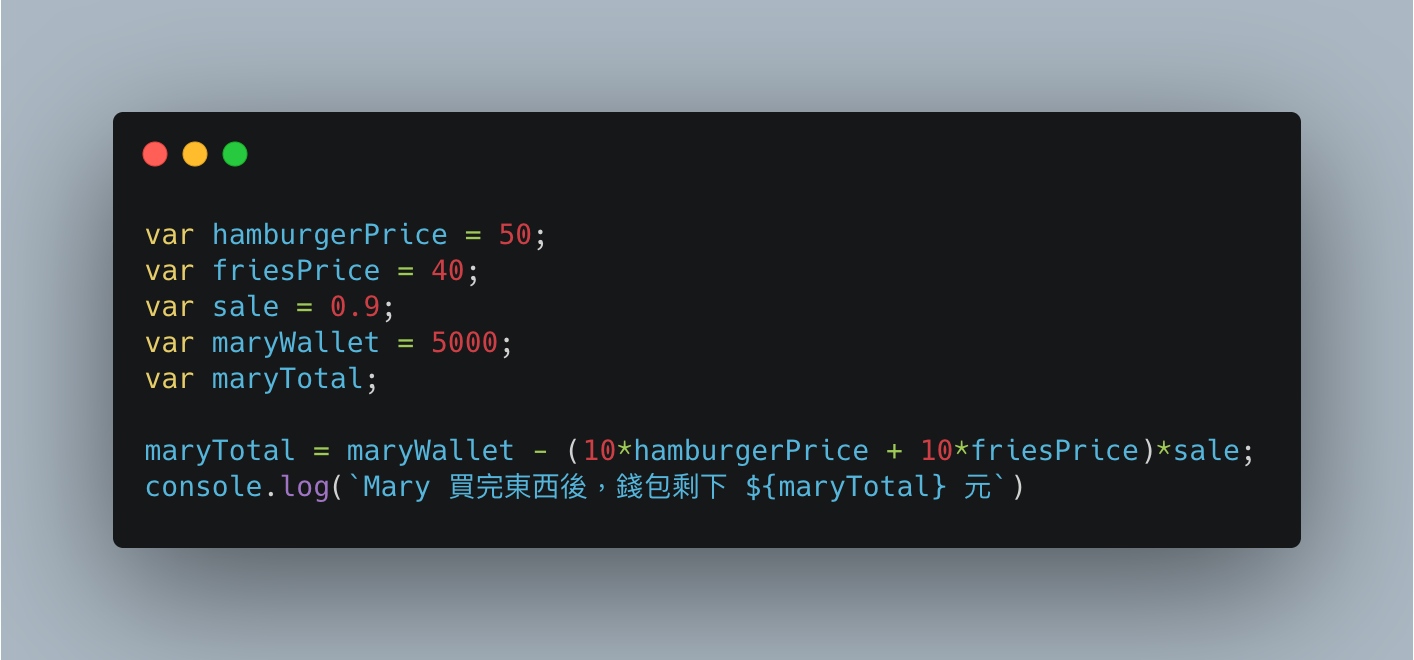 var hamburgerPrice = 50;
var friesPrice = 40;
var sale = 0.9;
var maryWallet = 5000;
var maryTotal;
maryTotal = maryWallet - (10*hamburgerPrice + 10*friesPrice)*sale;
console.log(`Mary 買完東西後，錢包剩下 ${maryTotal} 元`)